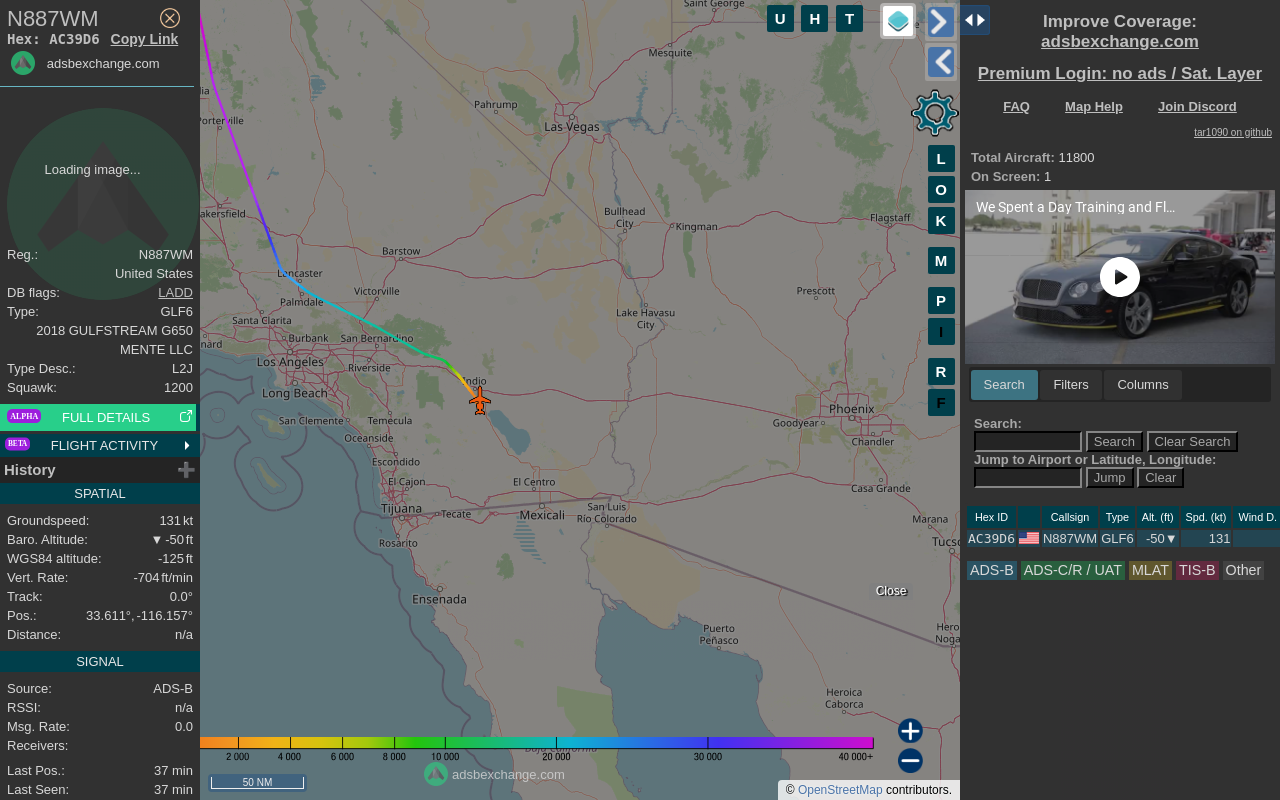 N887WM
Hex: AC39D6 Copy Link
adsbexchange.com
Loading image...
Reg.: N887WM
United States
DB flags: LADD
Type: GLF6
2018 GULFSTREAM G650
MENTE LLC
Type Desc.: L2J
Squawk: 1200
ALPHA FULL DETAILS
BETA FLIGHT ACTIVITY
History
SPATIAL
Groundspeed: 131 kt
Baro. Altitude: ▼ -50 ft
WGS84 altitude: -125 ft
Vert. Rate: -704 ft/min
Track: 0.0°
Pos.: 33.611°, -116.157°
Distance: n/a
SIGNAL
Source: ADS-B
RSSI: n/a
Msg. Rate: 0.0
Receivers:
Last Pos.: 37 min
Last Seen: 37 min
Saint George
Mesquite
Pahrump
Las Vegas
Porterville
akersfield
Bullhead
City
Kingman
Flagstaff
Barstow
Lancaster
Palmdale
Victorville
Santa Clarita
Lake Havasu
City
Prescott
nard
Burbank
San Bernardino
Los Angeles
Riverside
Indio
Long Beach
San Clemente
Temecula
Oceanside
Escondido
El Cajon
Tijuana
Tecate
Rosarito
Ensenada
El Centro
Mexicali
San Luis
Río Colorado
Phoenix
Goodyear
Chandler
Casa Grande
Marana
Tucso
Puerto
Peñasco
Hero
Noga
Heroica
Caborca
Baja California
U H T
L
O
K
M
P
I
R
F
Close
2 000 4 000 6 000 8 000 10 000 20 000 30 000 40 000+
adsbexchange.com
50 NM
© OpenStreetMap contributors.
Improve Coverage:
adsbexchange.com
Premium Login: no ads / Sat. Layer
FAQ Map Help Join Discord
tar1090 on github
Total Aircraft: 11800
On Screen: 1
We Spent a Day Training and Fl...
Search Filters Columns
Search:
Search Clear Search
Jump to Airport or Latitude, Longitude:
Jump Clear
Hex ID Callsign Type Alt. (ft) Spd. (kt) Wind D.
AC39D6 N887WM GLF6 -50▼ 131
ADS-B ADS-C/R / UAT MLAT TIS-B Other